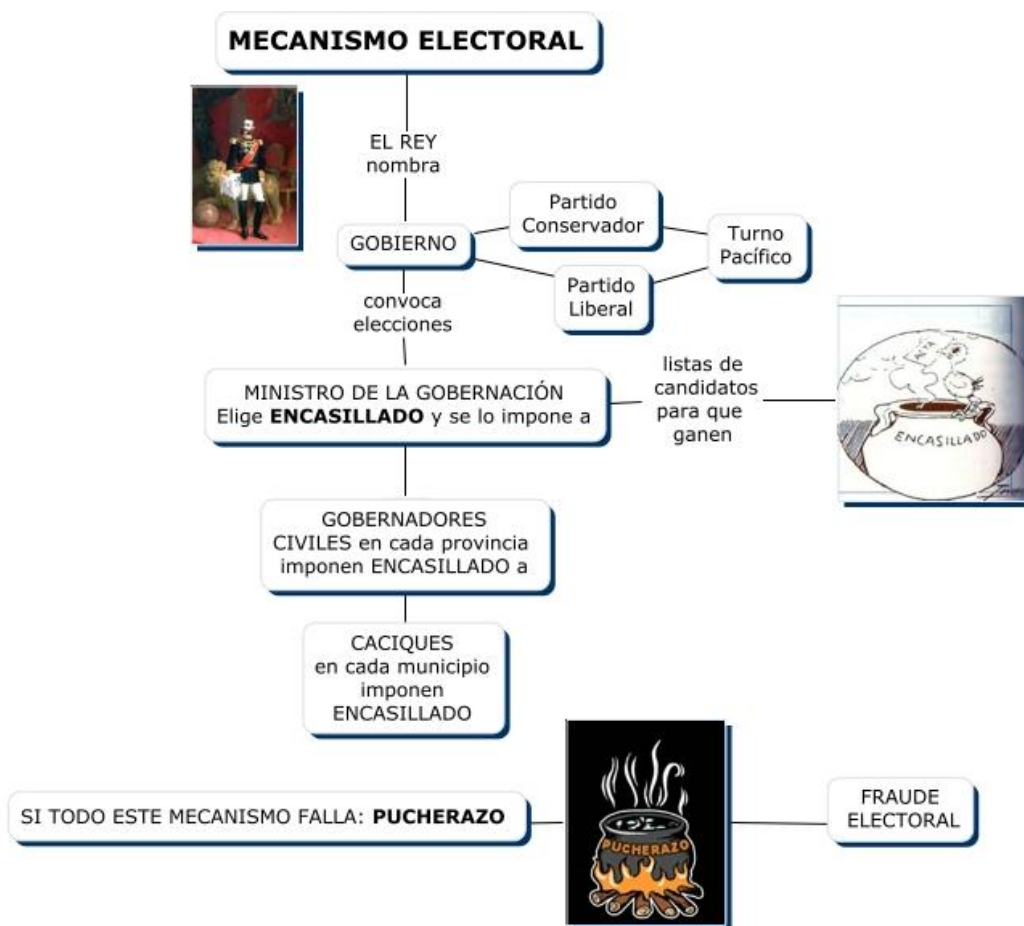 MECANISMO ELECTORAL
EL REY
nombra
GOBIERNO
Partido
Conservador
Partido
Liberal
Turno
Pacífico
convoca
elecciones
MINISTRO DE LA GOBERNACIÓN
Elige ENCASILLADO y se lo impone a
listas de
candidatos
para que
ganen
ENCASILLADO
GOBERNADORES
CIVILES en cada provincia
imponen ENCASILLADO a
CACIQUES
en cada municipio
imponen
ENCASILLADO
SI TODO ESTE MECANISMO FALLA: PUCHERAZO
PUCHERAZO
FRAUDE
ELECTORAL